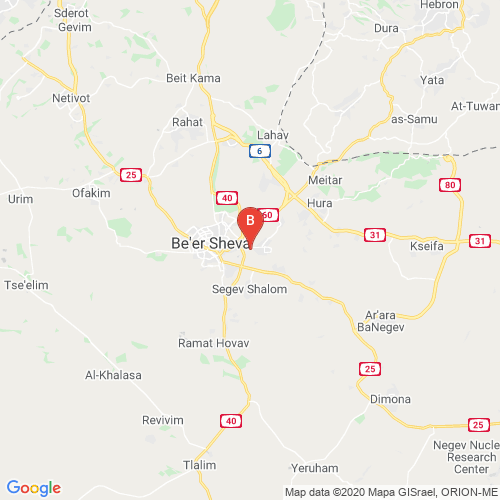 Hebron
Sderot
Gevim
Dura
Beit Kama
Yata
Netivot
At-Tuwan
as-Samu
Rahat
Lahav
6
25
Meitar
80
Ofakim
40
Urim
Hura
60
B
31
Be'er Sheva
Kseifa
31
Tse'elim
Segev Shalom
Ar'ara
BaNegev
Ramat Hovav
Al-Khalasa
25
Dimona
Revivim
40
25
Negev Nucle
Research
Center
Tlalim
Yeruham
Google
Map data ©2020 Mapa GISrael, ORION-ME